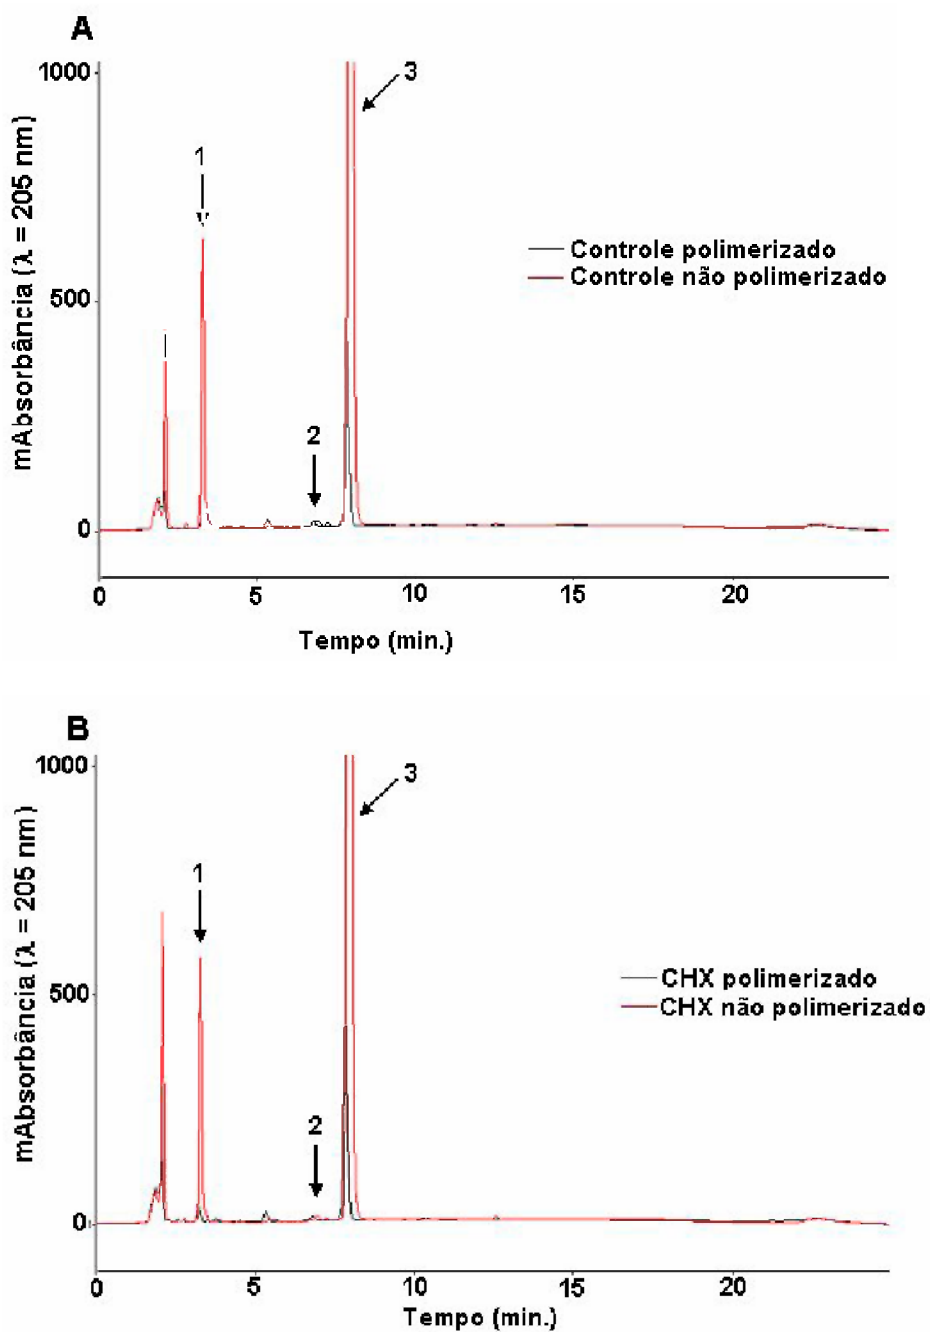 A
1000
3
1
mAbsorbância (λ = 205 nm)
Controle polimerizado
Controle não polimerizado
500
2
0
0 5 10 15 20
Tempo (min.)
B
1000
3
1
mAbsorbância (λ = 205 nm)
CHX polimerizado
CHX não polimerizado
500
2
0
0 5 10 15 20
Tempo (min.)